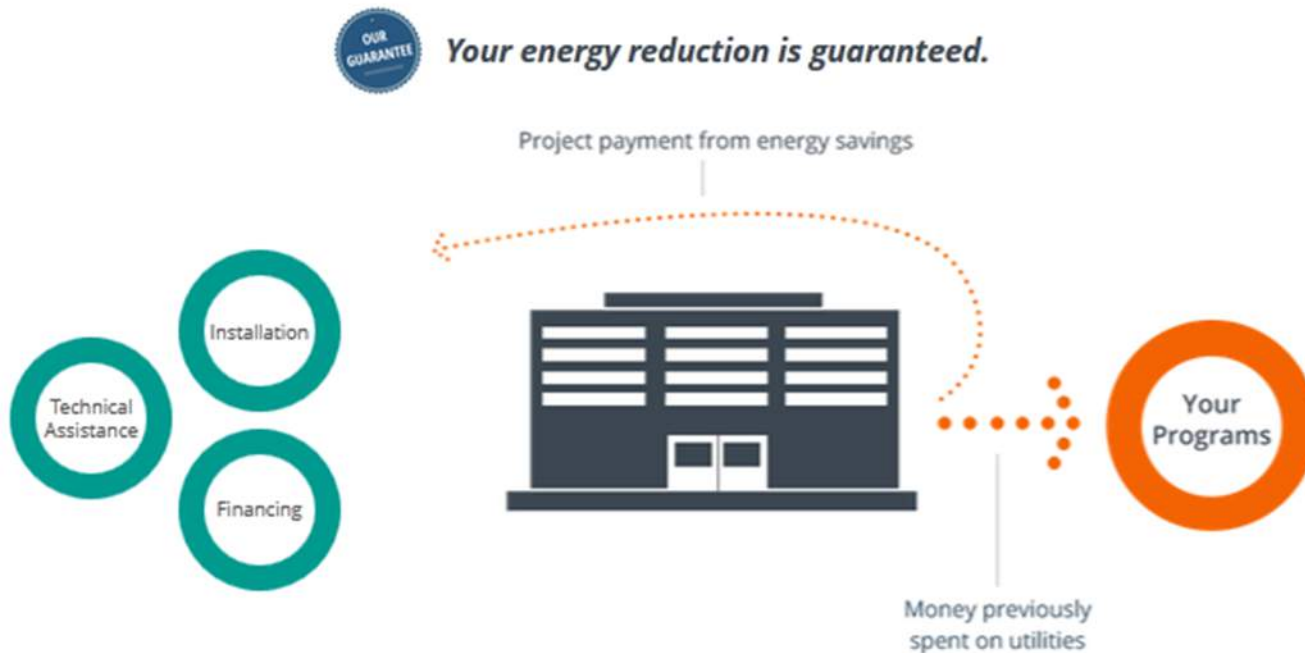 OUR
GUARANTEE
Your energy reduction is guaranteed.
Project payment from energy savings
Installation
Technical
Assistance
Financing
Your
Programs
Money previously
spent on utilities